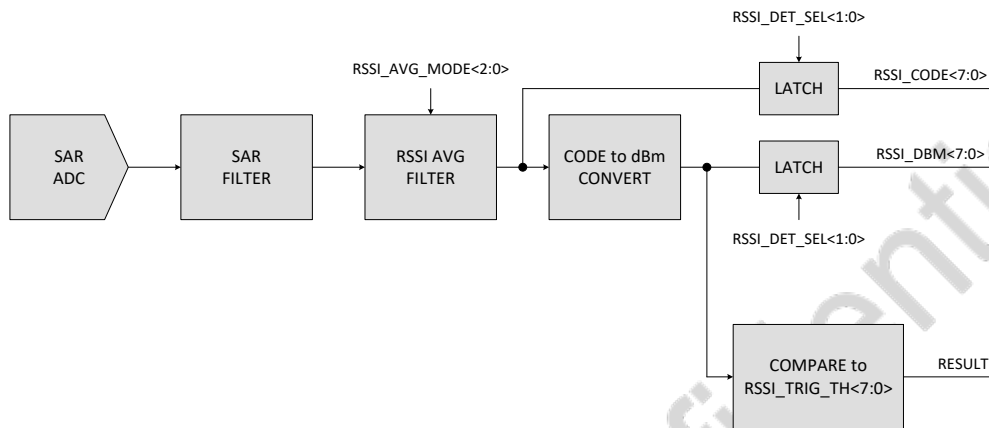 RSSI_DET_SEL<1:0>
RSSI_AVG_MODE<2:0>
RSSI_CODE<7:0>
LATCH
SAR
ADC
SAR
FILTER
RSSI AVG
FILTER
CODE to dBm
CONVERT
RSSI_DBM<7:0>
LATCH
RSSI_DET_SEL<1:0>
COMPARE to
RSSI_TRIG_TH<7:0>
RESULT